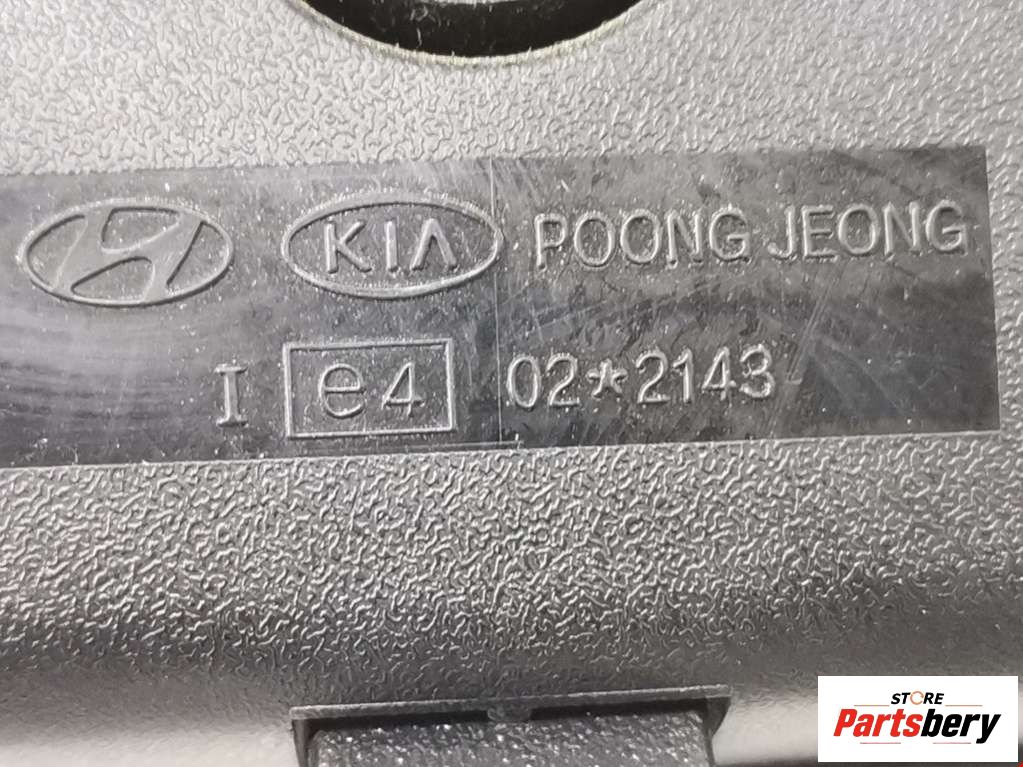 KIA POONG JEONG
I e4 02*2143
STORE
Partsbery